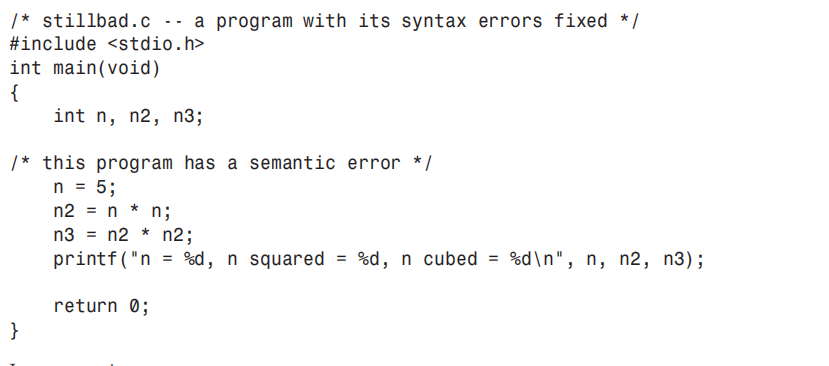 /* stillbad.c -- a program with its syntax errors fixed */
#include <stdio.h>
int main(void)
{
    int n, n2, n3;

/* this program has a semantic error */
    n = 5;
    n2 = n * n;
    n3 = n2 * n2;
    printf("n = %d, n squared = %d, n cubed = %d\n", n, n2, n3);

    return 0;
}